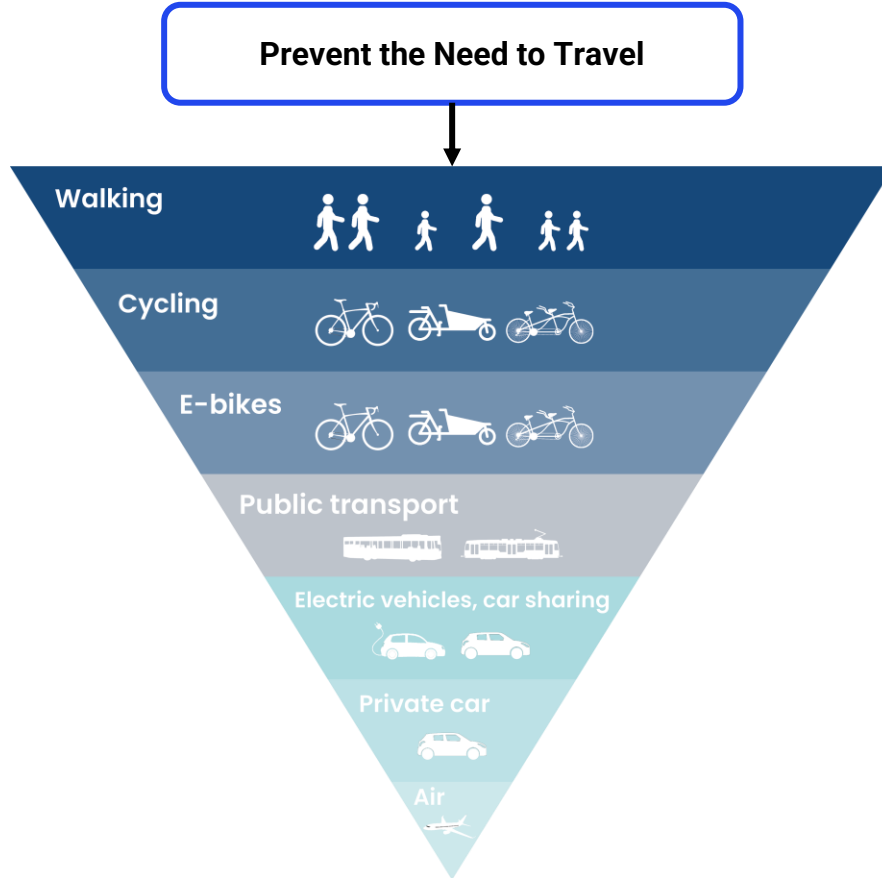 Prevent the Need to Travel
Walking
Cycling
E-bikes
Public transport
Electric vehicles, car sharing
Private car
Air